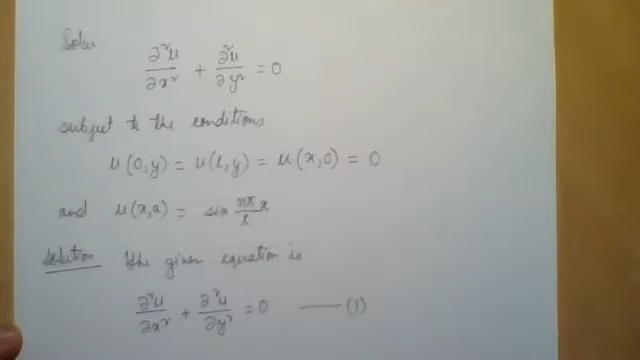 Solve
∂²u/∂x² + ∂²u/∂y² = 0
subject to the conditions
u(0,y) = u(l,y) = u(x,0) = 0
and u(x,a) = sin nπ/l x
Solution The given equation is
∂²u/∂x² + ∂²u/∂y² = 0 —— (1)